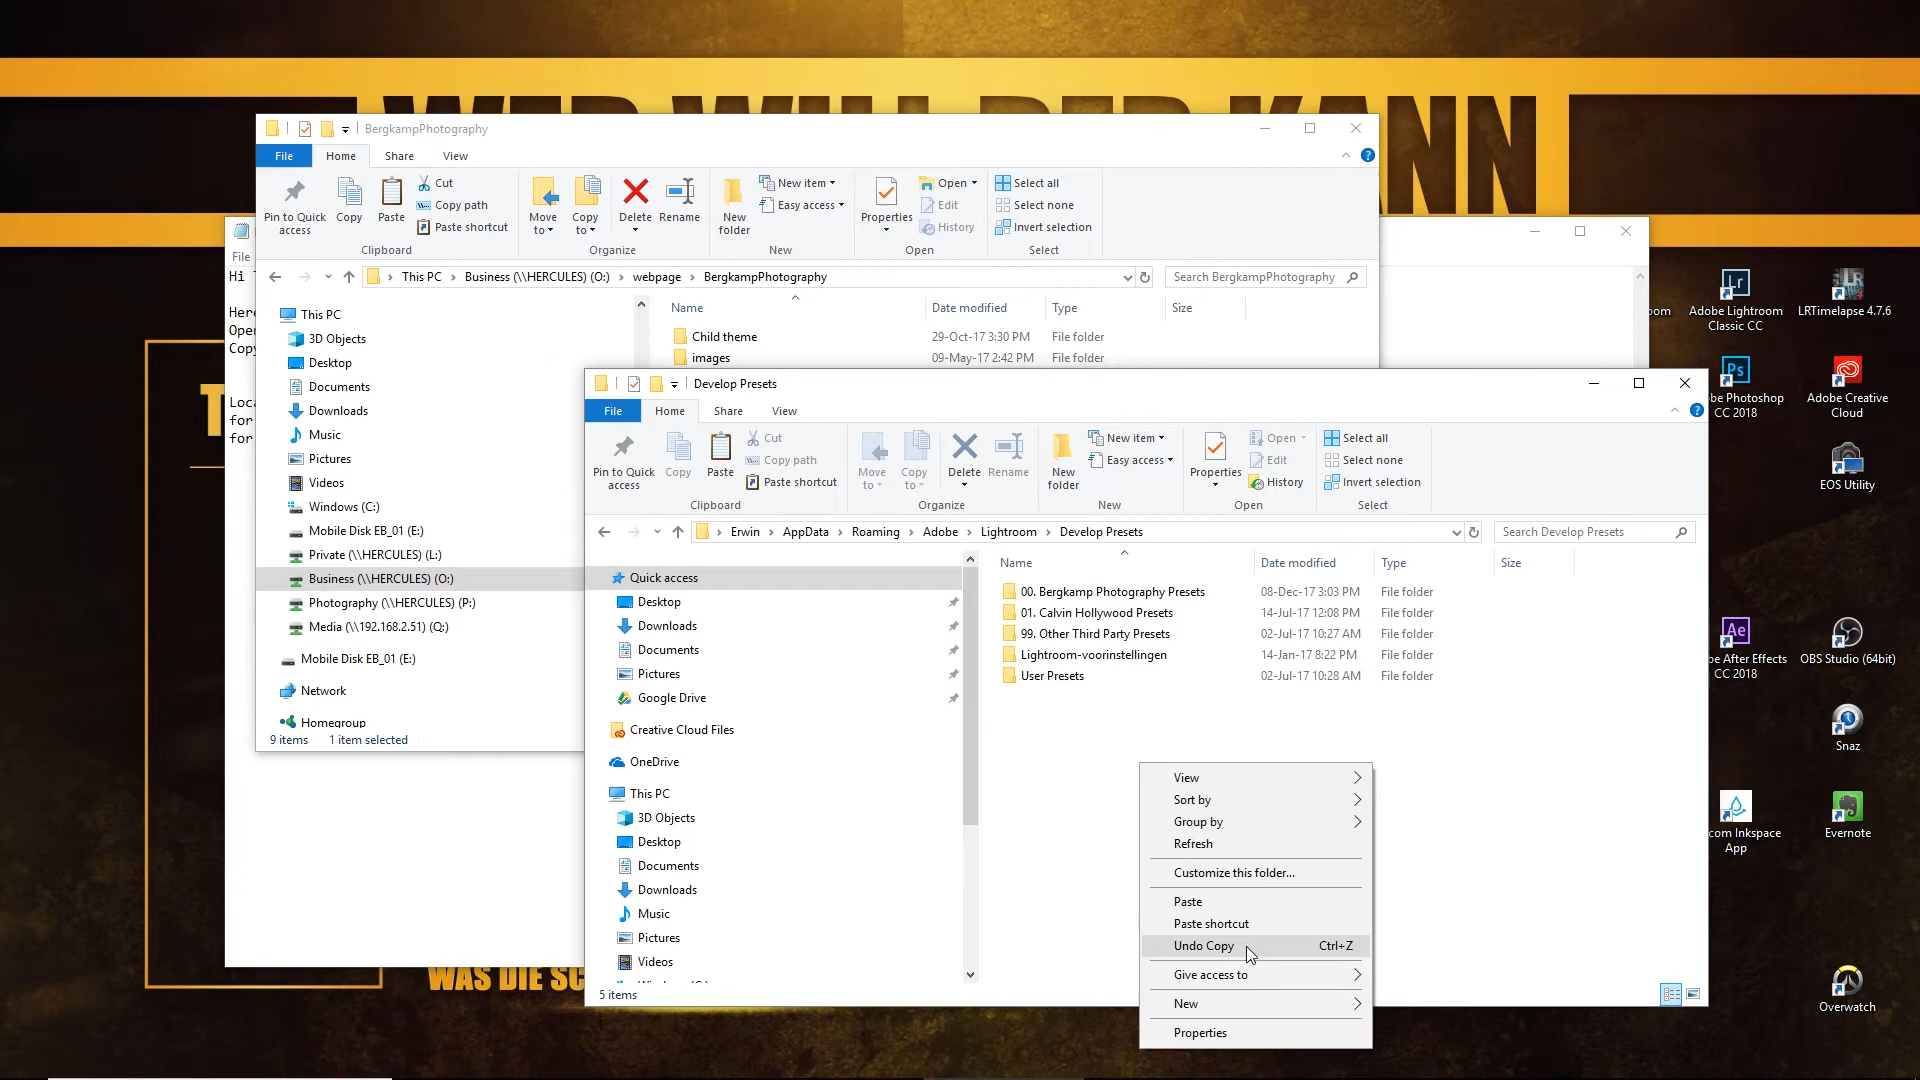 WER WILL DER KANN
BergkampPhotography
File Home Share View
Pin to Quick access
Copy
Paste
Cut
Copy path
Paste shortcut
Clipboard
Move to
Copy to
Delete
Rename
Organize
New folder
New item
Easy access
New
Properties
Open
Edit
History
Open
Select all
Select none
Invert selection
Select
This PC Business (\\HERCULES) (O:) webpage BergkampPhotography
Search BergkampPhotography
Name Date modified Type Size
Child theme 29-Oct-17 3:30 PM File folder
images 09-May-17 2:42 PM File folder
This PC
3D Objects
Desktop
Documents
Downloads
Music
Pictures
Videos
Windows (C:)
Mobile Disk EB_01 (E:)
Private (\\HERCULES) (L:)
Business (\\HERCULES) (O:)
Photography (\\HERCULES) (P:)
Media (\\192.168.2.51) (Q:)
Mobile Disk EB_01 (E:)
Network
Homegroup
9 items 1 item selected
File
Hi
Here
Open
Copy
for
for
Develop Presets
File Home Share View
Pin to Quick access
Copy
Paste
Cut
Copy path
Paste shortcut
Clipboard
Move to
Copy to
Delete
Rename
Organize
New folder
New item
Easy access
New
Properties
Open
Edit
History
Open
Select all
Select none
Invert selection
Select
Erwin AppData Roaming Adobe Lightroom Develop Presets
Search Develop Presets
Name Date modified Type Size
00. Bergkamp Photography Presets 08-Dec-17 3:03 PM File folder
01. Calvin Hollywood Presets 14-Jul-17 12:08 PM File folder
99. Other Third Party Presets 02-Jul-17 10:27 AM File folder
Lightroom-voorinstellingen 14-Jan-17 8:22 PM File folder
User Presets 02-Jul-17 10:28 AM File folder
Quick access
Desktop
Downloads
Documents
Pictures
Google Drive
Creative Cloud Files
OneDrive
This PC
3D Objects
Desktop
Documents
Downloads
Music
Pictures
Videos
5 items
View
Sort by
Group by
Refresh
Customize this folder...
Paste
Paste shortcut
Undo Copy Ctrl+Z
Give access to
New
Properties
WAS DIE SC
Adobe Lightroom
Classic CC
LRTimelapse 4.7.6
be Photoshop
CC 2018
Adobe Creative
Cloud
EOS Utility
be After Effects
CC 2018
OBS Studio (64bit)
Snaz
com Inkspace
App
Evernote
Overwatch